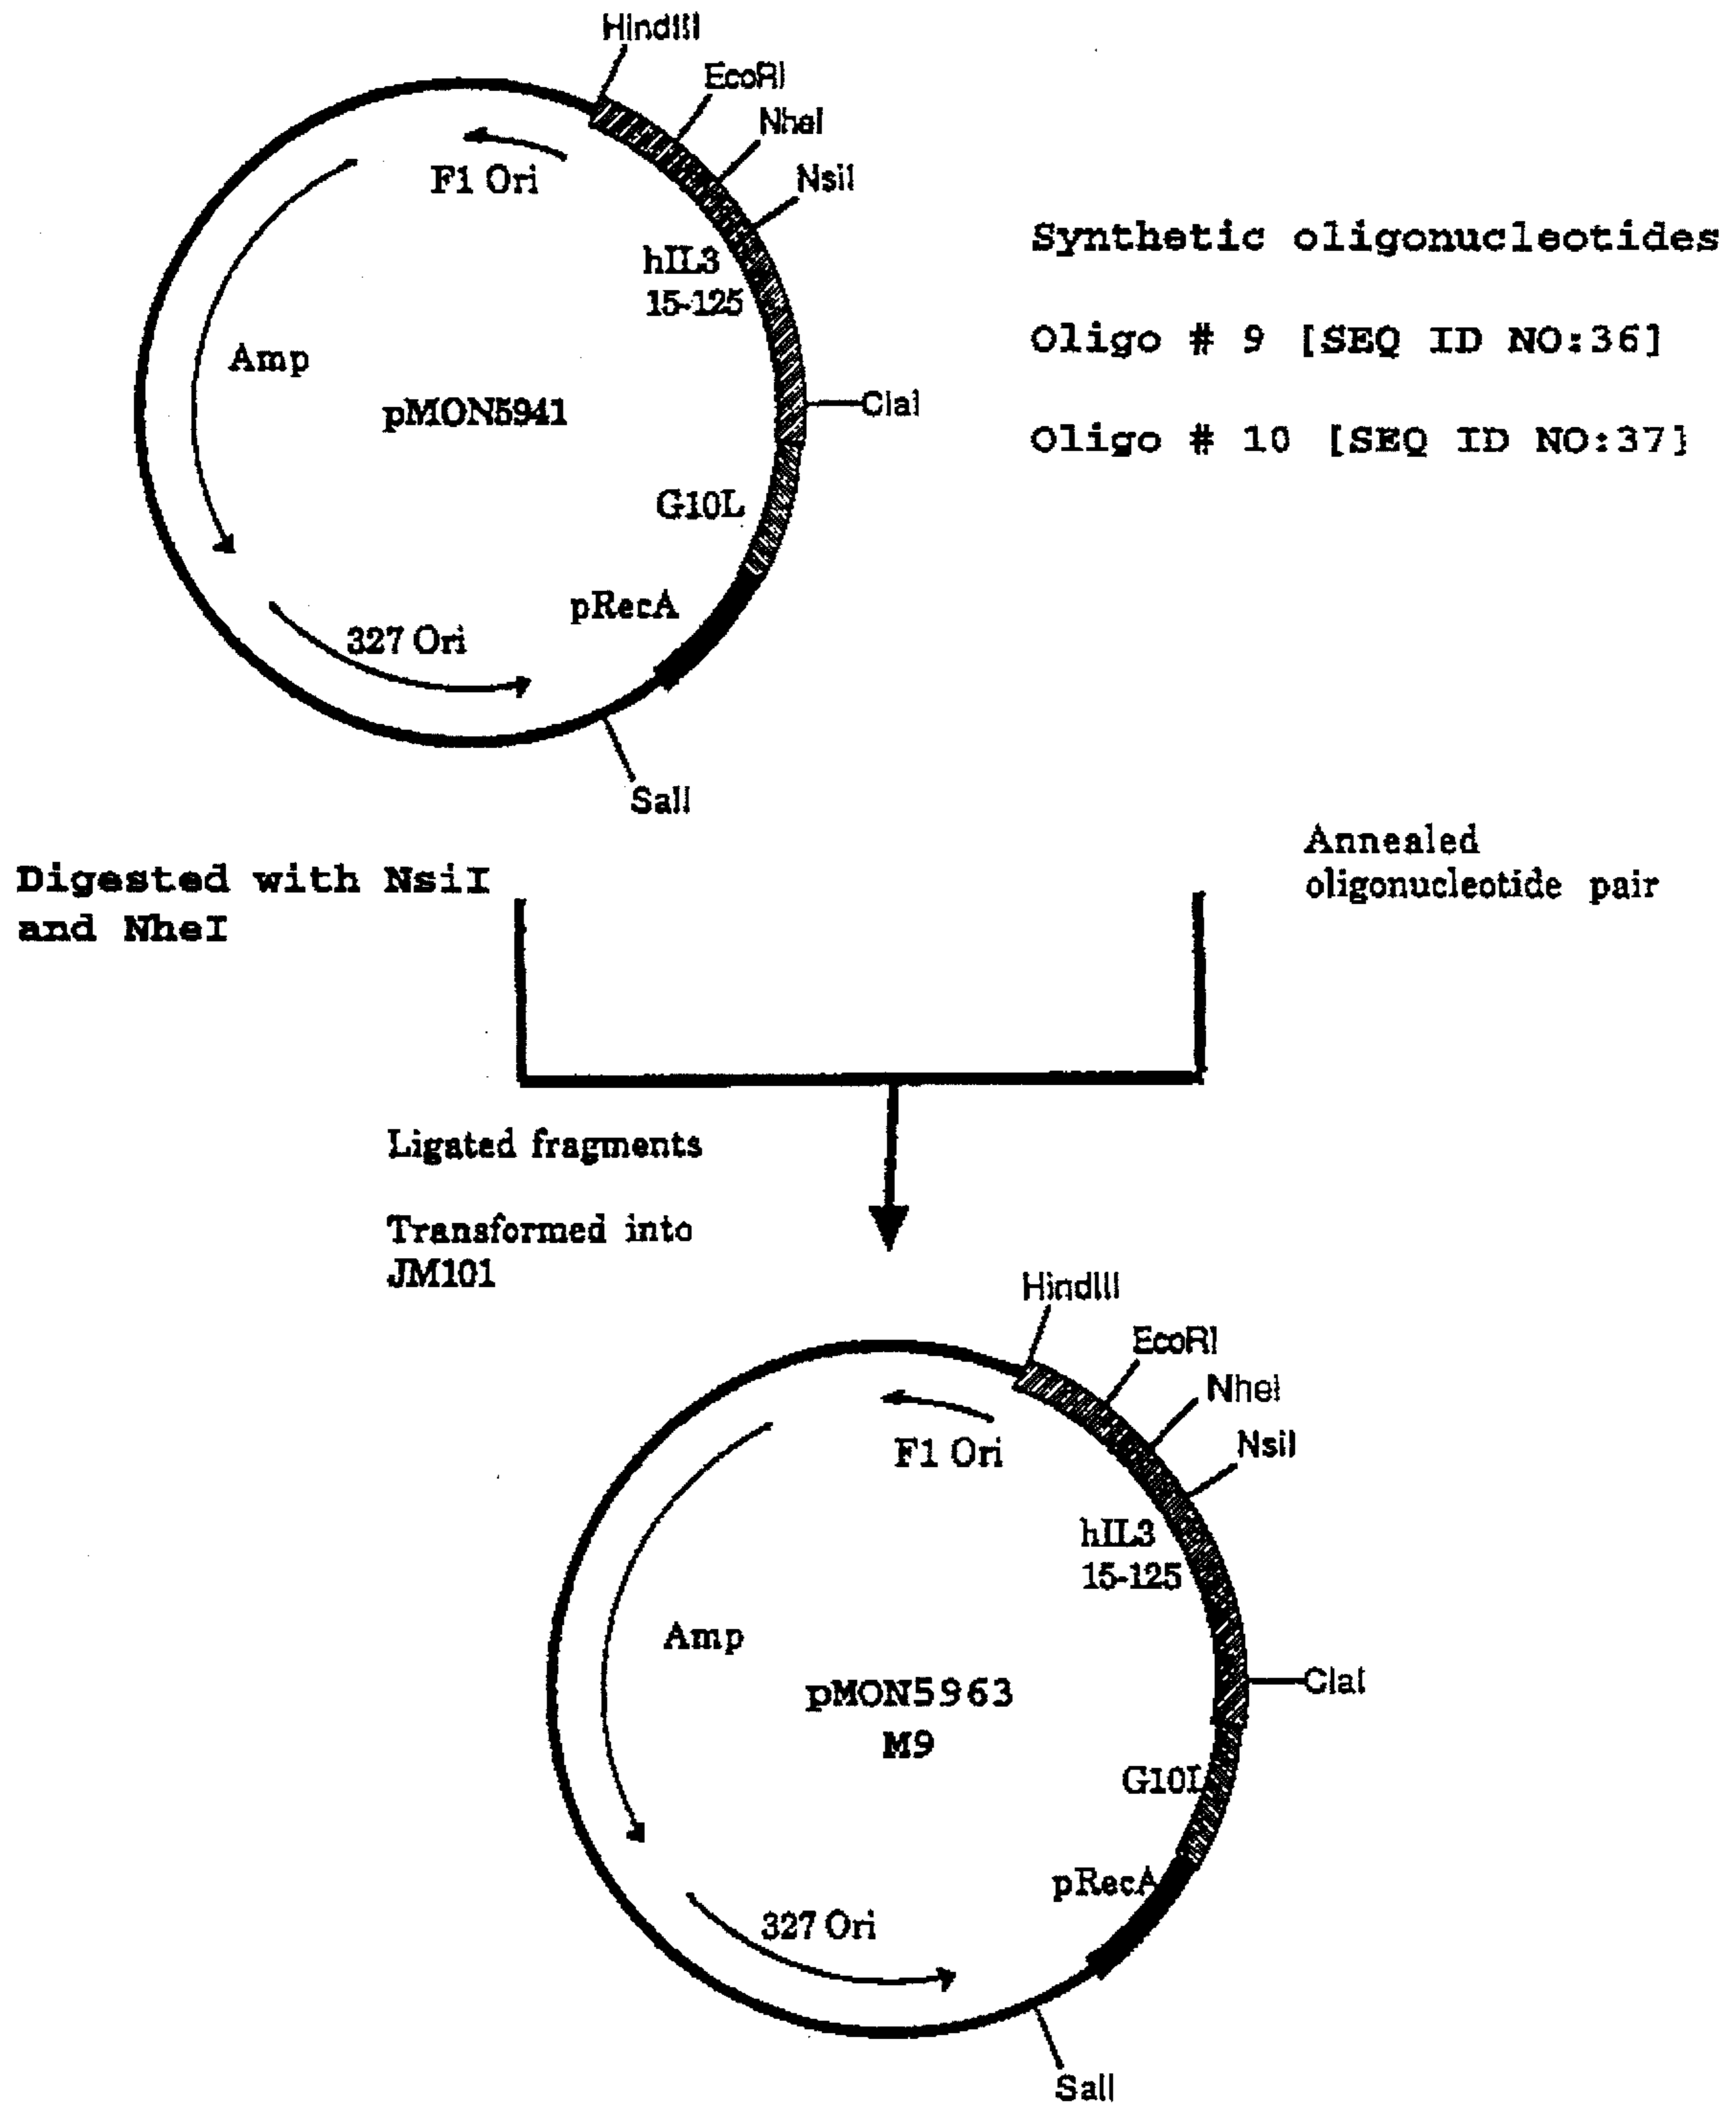 HindIII
EcoRI
NheI
NsiI
F1 Ori
hIL3
15-125
Amp
pMON5941
ClaI
G10L
pRecA
327 Ori
SalI
Synthetic oligonucleotides
Oligo # 9 [SEQ ID NO:36]
Oligo # 10 [SEQ ID NO:37]
Digested with NsiI
and NheI
Annealed
oligonucleotide pair
Ligated fragments
Transformed into
JM101
HindIII
EcoRI
NheI
NsiI
F1 Ori
hIL3
15-125
Amp
pMON5963
M9
ClaI
G10L
pRecA
327 Ori
SalI